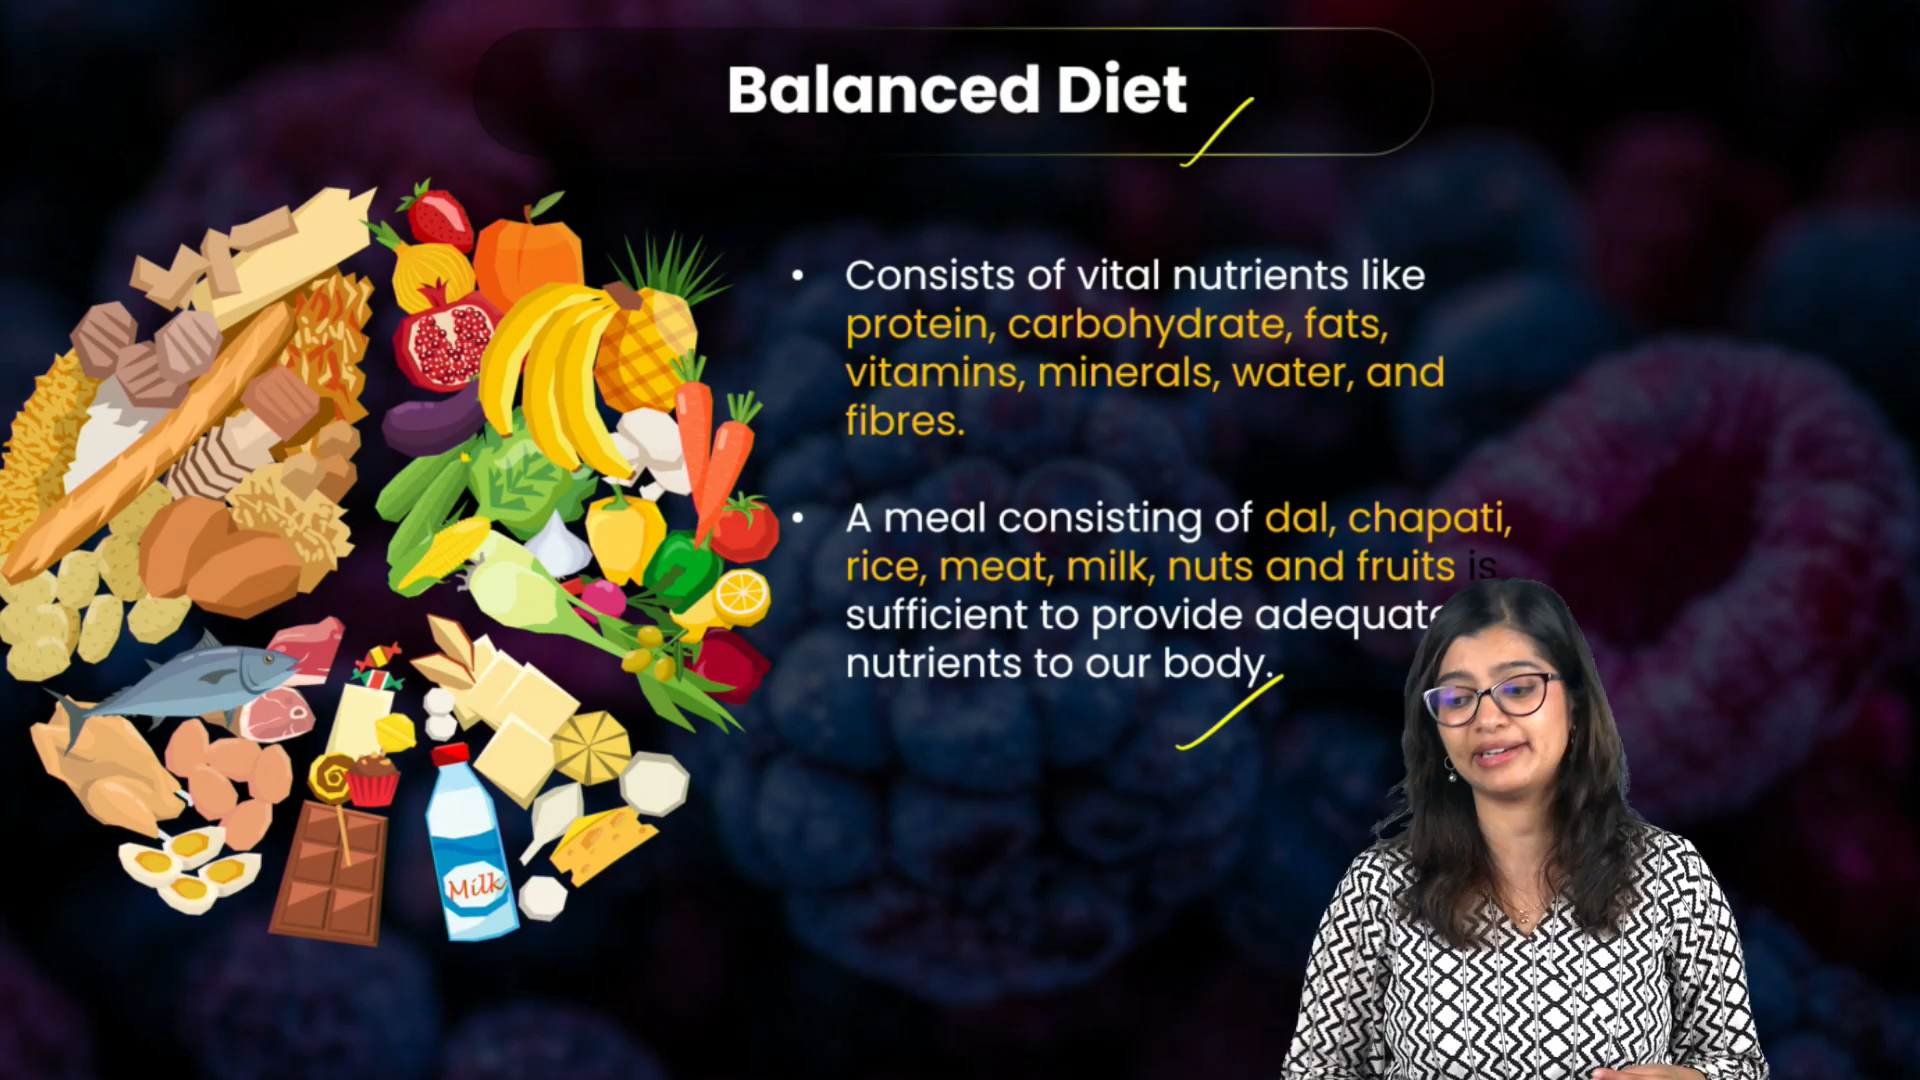 Balanced Diet
• Consists of vital nutrients like
protein, carbohydrate, fats,
vitamins, minerals, water, and
fibres.
• A meal consisting of dal, chapati,
rice, meat, milk, nuts and fruits is
sufficient to provide adequate
nutrients to our body.
Milk